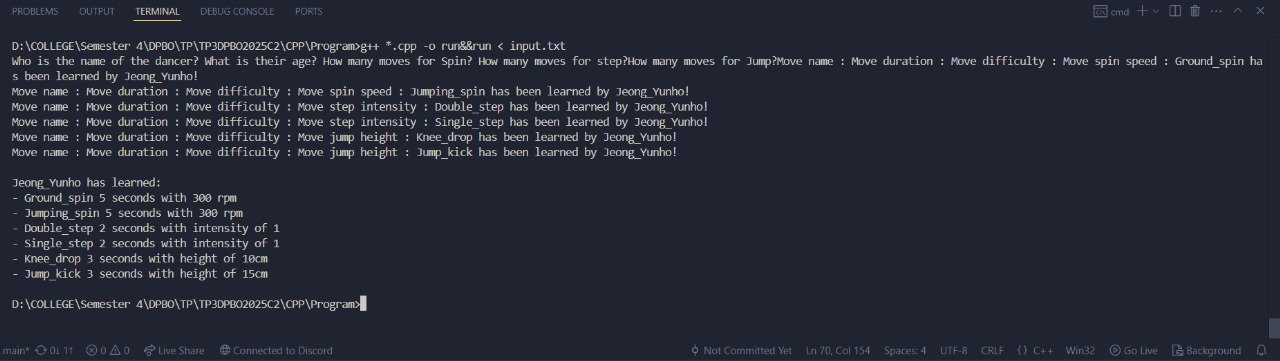 PROBLEMS OUTPUT TERMINAL DEBUG CONSOLE PORTS cmd
D:\COLLEGE\Semester 4\DPBO\TP\TP3DPBO2025C2\CPP\Program>g++ *.cpp -o run&&run < input.txt
Who is the name of the dancer? What is their age? How many moves for Spin? How many moves for step?How many moves for Jump?Move name : Move duration : Move difficulty : Move spin speed : Ground_spin ha
s been learned by Jeong_Yunho!
Move name : Move duration : Move difficulty : Move spin speed : Jumping_spin has been learned by Jeong_Yunho!
Move name : Move duration : Move difficulty : Move step intensity : Double_step has been learned by Jeong_Yunho!
Move name : Move duration : Move difficulty : Move step intensity : Single_step has been learned by Jeong_Yunho!
Move name : Move duration : Move difficulty : Move jump height : Knee_drop has been learned by Jeong_Yunho!
Move name : Move duration : Move difficulty : Move jump height : Jump_kick has been learned by Jeong_Yunho!
Jeong_Yunho has learned:
- Ground_spin 5 seconds with 300 rpm
- Jumping_spin 5 seconds with 300 rpm
- Double_step 2 seconds with intensity of 1
- Single_step 2 seconds with intensity of 1
- Knee_drop 3 seconds with height of 10cm
- Jump_kick 3 seconds with height of 15cm
D:\COLLEGE\Semester 4\DPBO\TP\TP3DPBO2025C2\CPP\Program>
main* 0↓ 1↑ 0 0 Live Share Connected to Discord Not Committed Yet Ln 70, Col 154 Spaces: 4 UTF-8 CRLF {} C++ Win32 Go Live Background